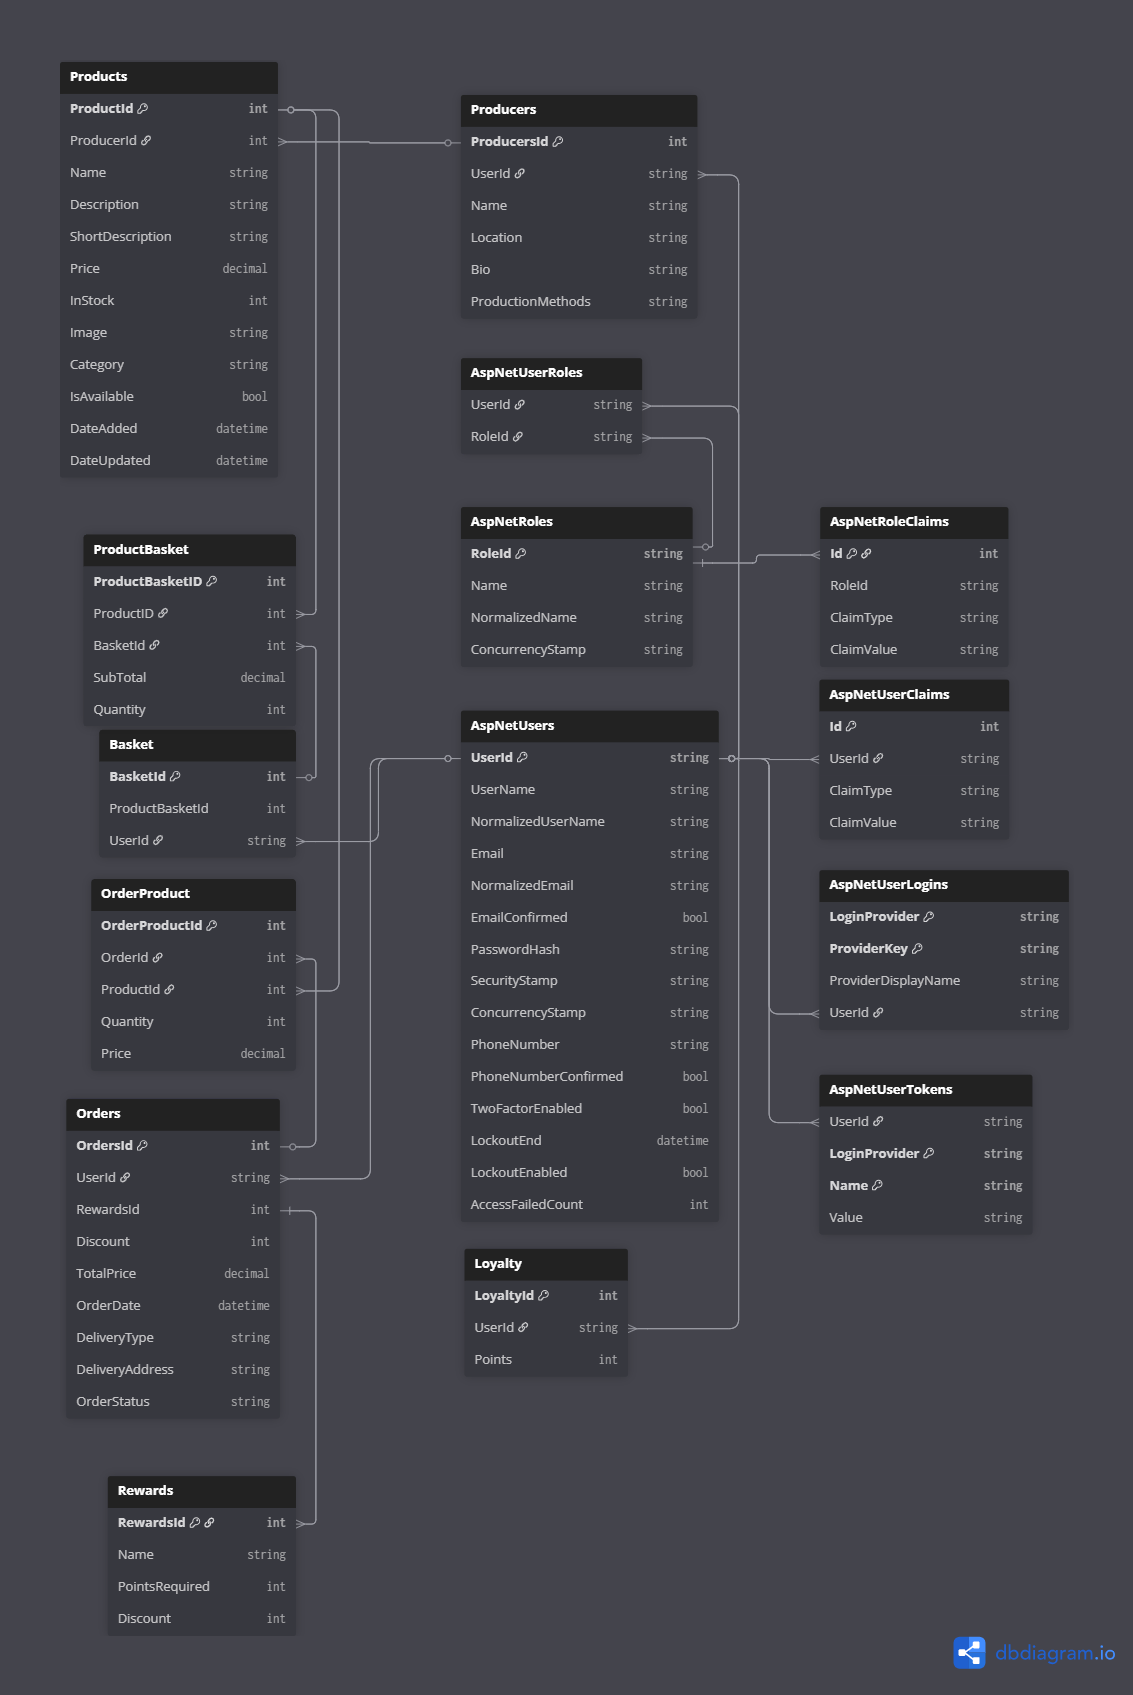 Products
ProductId int
ProducerId int
Name string
Description string
ShortDescription string
Price decimal
InStock int
Image string
Category string
IsAvailable bool
DateAdded datetime
DateUpdated datetime
Producers
ProducersId int
UserId string
Name string
Location string
Bio string
ProductionMethods string
AspNetUserRoles
UserId string
RoleId string
AspNetRoles
RoleId string
Name string
NormalizedName string
ConcurrencyStamp string
AspNetRoleClaims
Id int
RoleId string
ClaimType string
ClaimValue string
ProductBasket
ProductBasketID int
ProductID int
BasketId int
SubTotal decimal
Quantity int
Basket
BasketId int
ProductBasketId int
UserId string
AspNetUsers
UserId string
UserName string
NormalizedUserName string
Email string
NormalizedEmail string
EmailConfirmed bool
PasswordHash string
SecurityStamp string
ConcurrencyStamp string
PhoneNumber string
PhoneNumberConfirmed bool
TwoFactorEnabled bool
LockoutEnd datetime
LockoutEnabled bool
AccessFailedCount int
AspNetUserClaims
Id int
UserId string
ClaimType string
ClaimValue string
AspNetUserLogins
LoginProvider string
ProviderKey string
ProviderDisplayName string
UserId string
AspNetUserTokens
UserId string
LoginProvider string
Name string
Value string
OrderProduct
OrderProductId int
OrderId int
ProductId int
Quantity int
Price decimal
Orders
OrdersId int
UserId string
RewardsId int
Discount int
TotalPrice decimal
OrderDate datetime
DeliveryType string
DeliveryAddress string
OrderStatus string
Loyalty
LoyaltyId int
UserId string
Points int
Rewards
RewardsId int
Name string
PointsRequired int
Discount int
dbdiagram.io